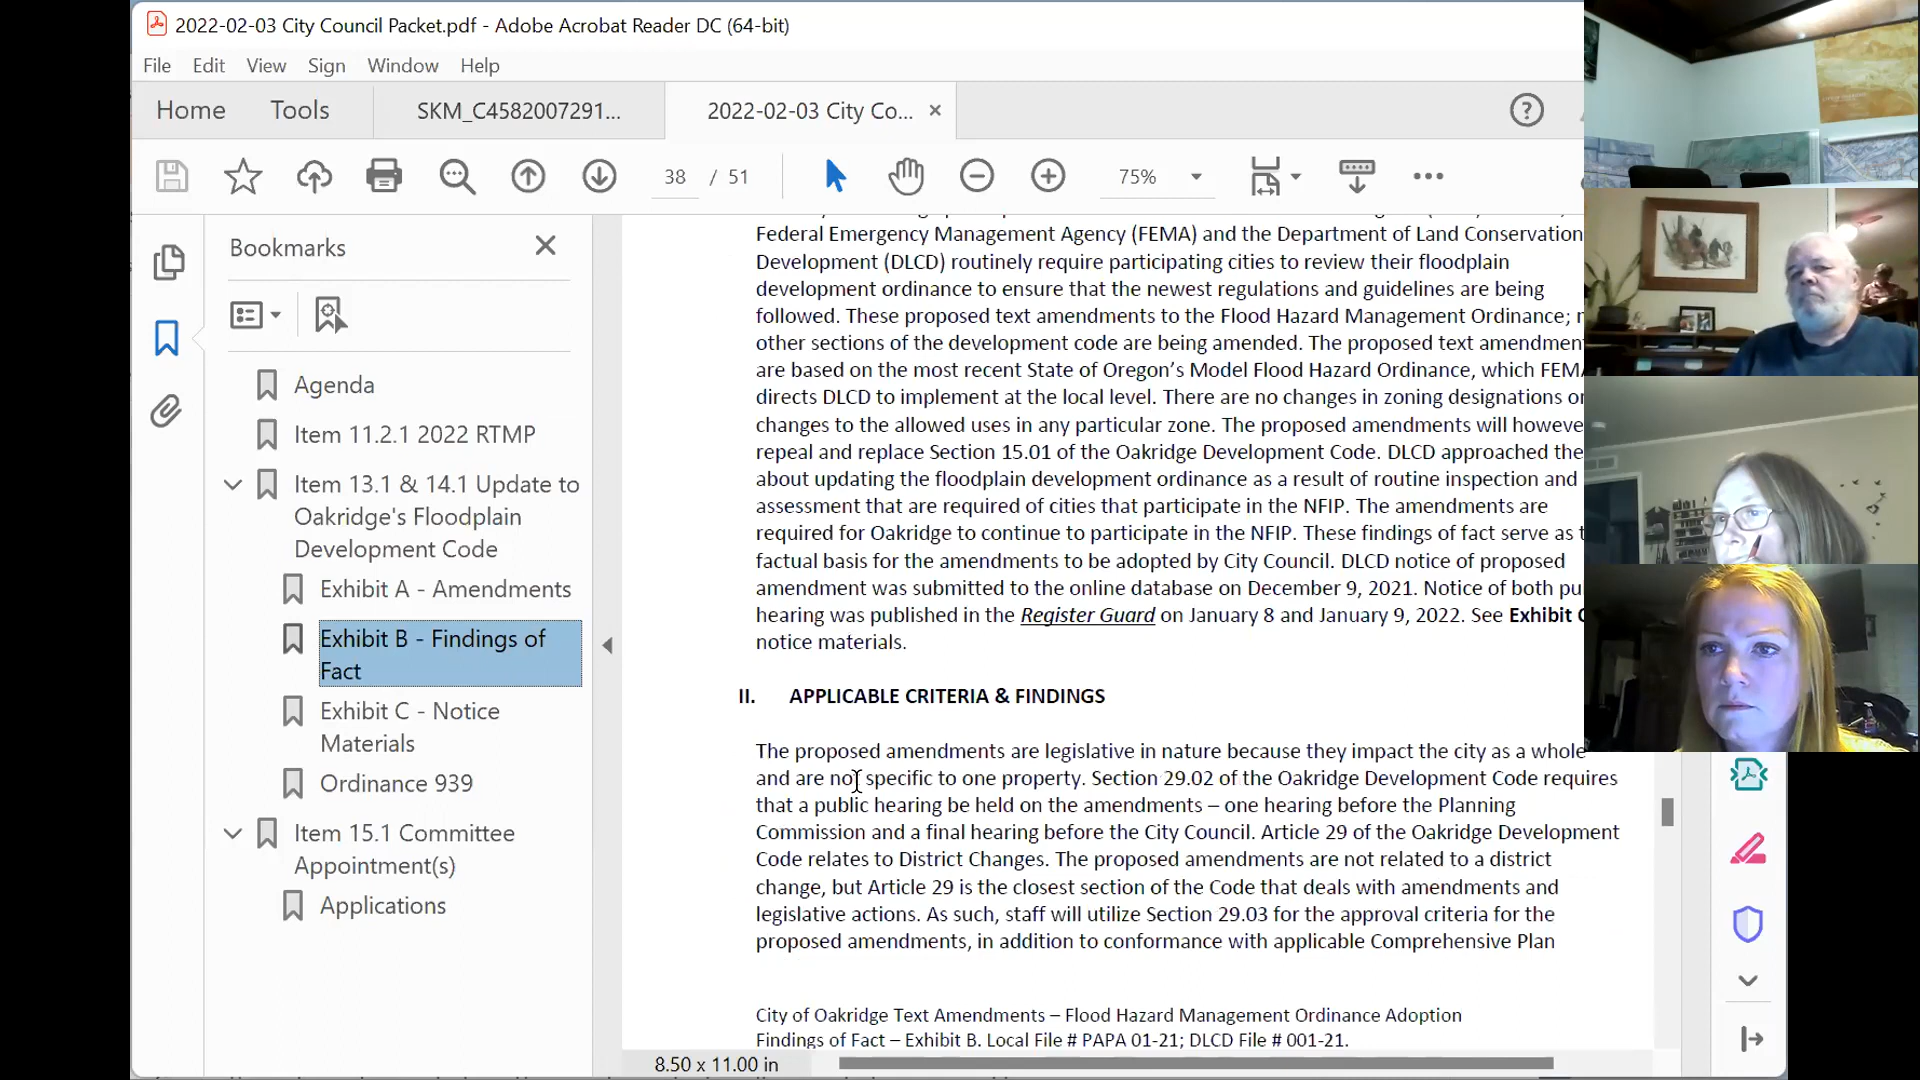 2022-02-03 City Council Packet.pdf - Adobe Acrobat Reader DC (64-bit)
File Edit View Sign Window Help
Home Tools SKM_C4582007291... 2022-02-03 City Co...
38 / 51 75%
Bookmarks
Agenda
Item 11.2.1 2022 RTMP
Item 13.1 & 14.1 Update to
Oakridge's Floodplain
Development Code
Exhibit A - Amendments
Exhibit B - Findings of
Fact
Exhibit C - Notice
Materials
Ordinance 939
Item 15.1 Committee
Appointment(s)
Applications
Federal Emergency Management Agency (FEMA) and the Department of Land Conservation
Development (DLCD) routinely require participating cities to review their floodplain
development ordinance to ensure that the newest regulations and guidelines are being
followed. These proposed text amendments to the Flood Hazard Management Ordinance;
other sections of the development code are being amended. The proposed text amendmen
are based on the most recent State of Oregon's Model Flood Hazard Ordinance, which FEMA
directs DLCD to implement at the local level. There are no changes in zoning designations or
changes to the allowed uses in any particular zone. The proposed amendments will howeve
repeal and replace Section 15.01 of the Oakridge Development Code. DLCD approached the
about updating the floodplain development ordinance as a result of routine inspection and
assessment that are required of cities that participate in the NFIP. The amendments are
required for Oakridge to continue to participate in the NFIP. These findings of fact serve as t
factual basis for the amendments to be adopted by City Council. DLCD notice of proposed
amendment was submitted to the online database on December 9, 2021. Notice of both pu
hearing was published in the Register Guard on January 8 and January 9, 2022. See Exhibit C
notice materials.
II. APPLICABLE CRITERIA & FINDINGS
The proposed amendments are legislative in nature because they impact the city as a whole
and are not specific to one property. Section 29.02 of the Oakridge Development Code requires
that a public hearing be held on the amendments – one hearing before the Planning
Commission and a final hearing before the City Council. Article 29 of the Oakridge Development
Code relates to District Changes. The proposed amendments are not related to a district
change, but Article 29 is the closest section of the Code that deals with amendments and
legislative actions. As such, staff will utilize Section 29.03 for the approval criteria for the
proposed amendments, in addition to conformance with applicable Comprehensive Plan
City of Oakridge Text Amendments – Flood Hazard Management Ordinance Adoption
Findings of Fact – Exhibit B. Local File # PAPA 01-21; DLCD File # 001-21.
8.50 x 11.00 in